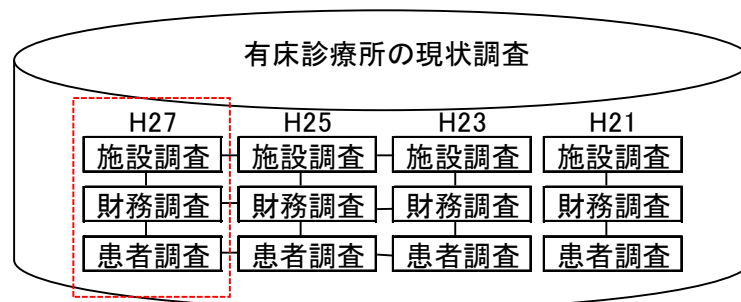 有床診療所の現状調査
H27 H25 H23 H21
施設調査 施設調査 施設調査 施設調査
財務調査 財務調査 財務調査 財務調査
患者調査 患者調査 患者調査 患者調査